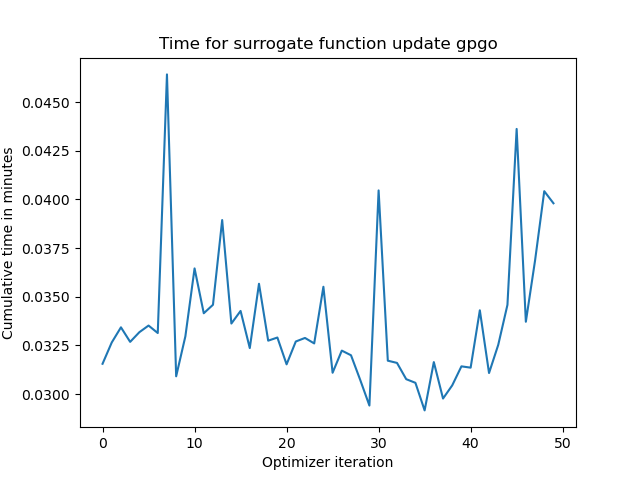 Time for surrogate function update gpgo
Cumulative time in minutes
0.0450
0.0425
0.0400
0.0375
0.0350
0.0325
0.0300
0 10 20 30 40 50
Optimizer iteration